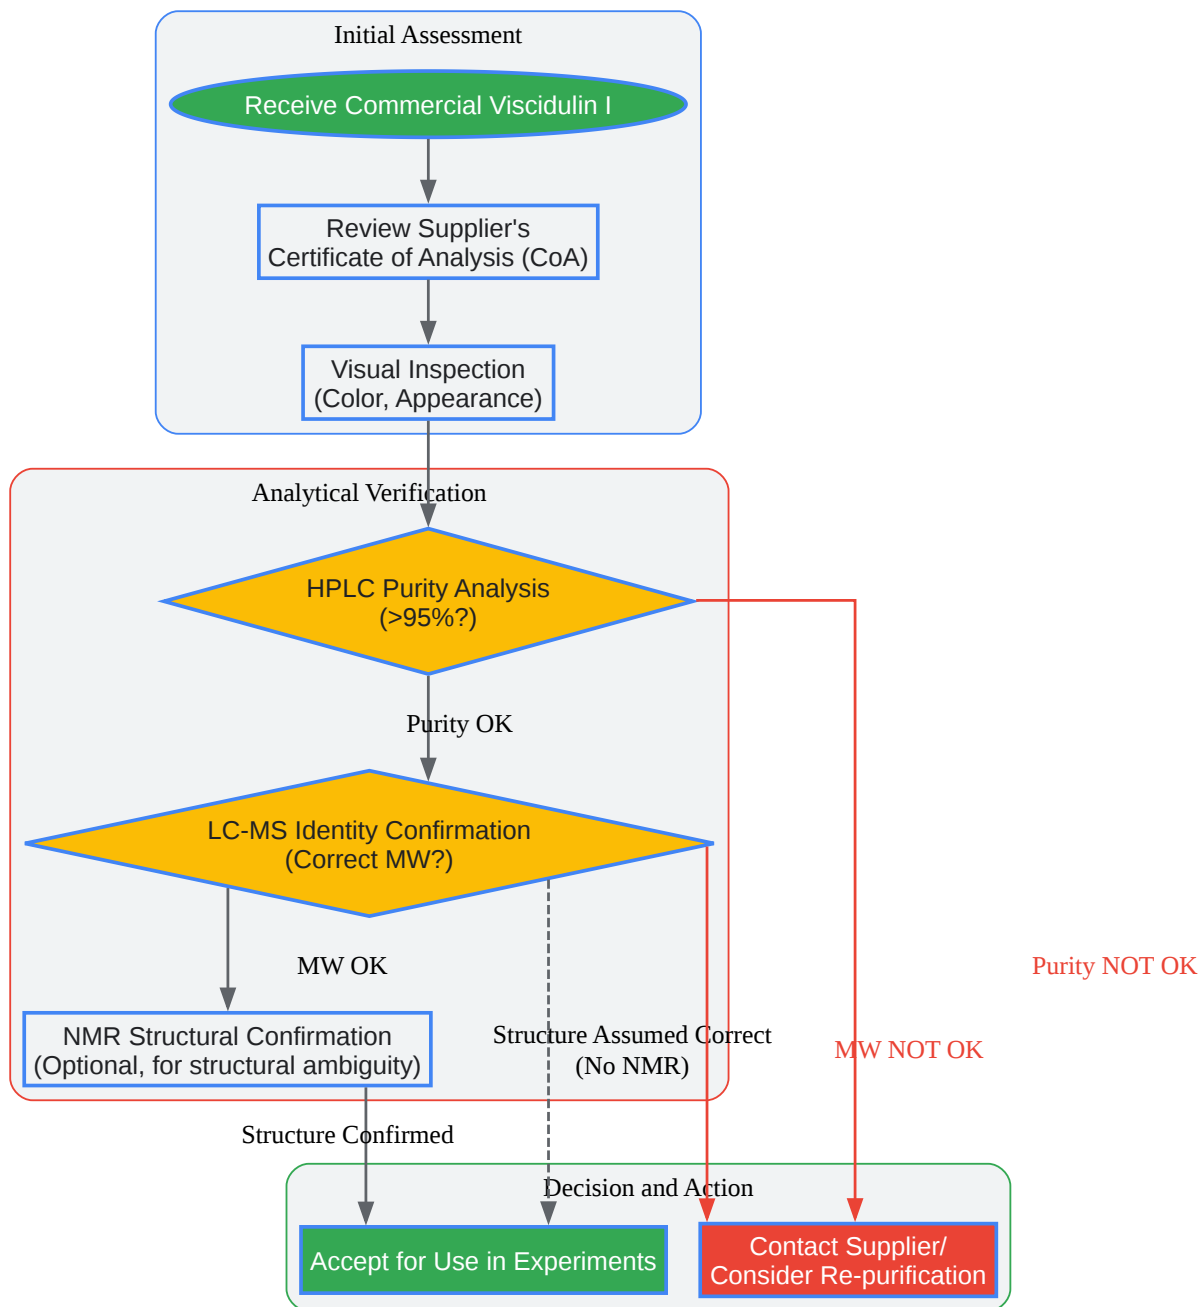 Initial Assessment
Receive Commercial Viscidulin I
Review Supplier's
Certificate of Analysis (CoA)
Visual Inspection
(Color, Appearance)
Analytical Verification
HPLC Purity Analysis
(>95%?)
Purity OK
LC-MS Identity Confirmation
(Correct MW?)
MW OK
Purity NOT OK
NMR Structural Confirmation
(Optional, for structural ambiguity)
Structure Assumed Correct
(No NMR)
MW NOT OK
Structure Confirmed
Decision and Action
Accept for Use in Experiments
Contact Supplier/
Consider Re-purification